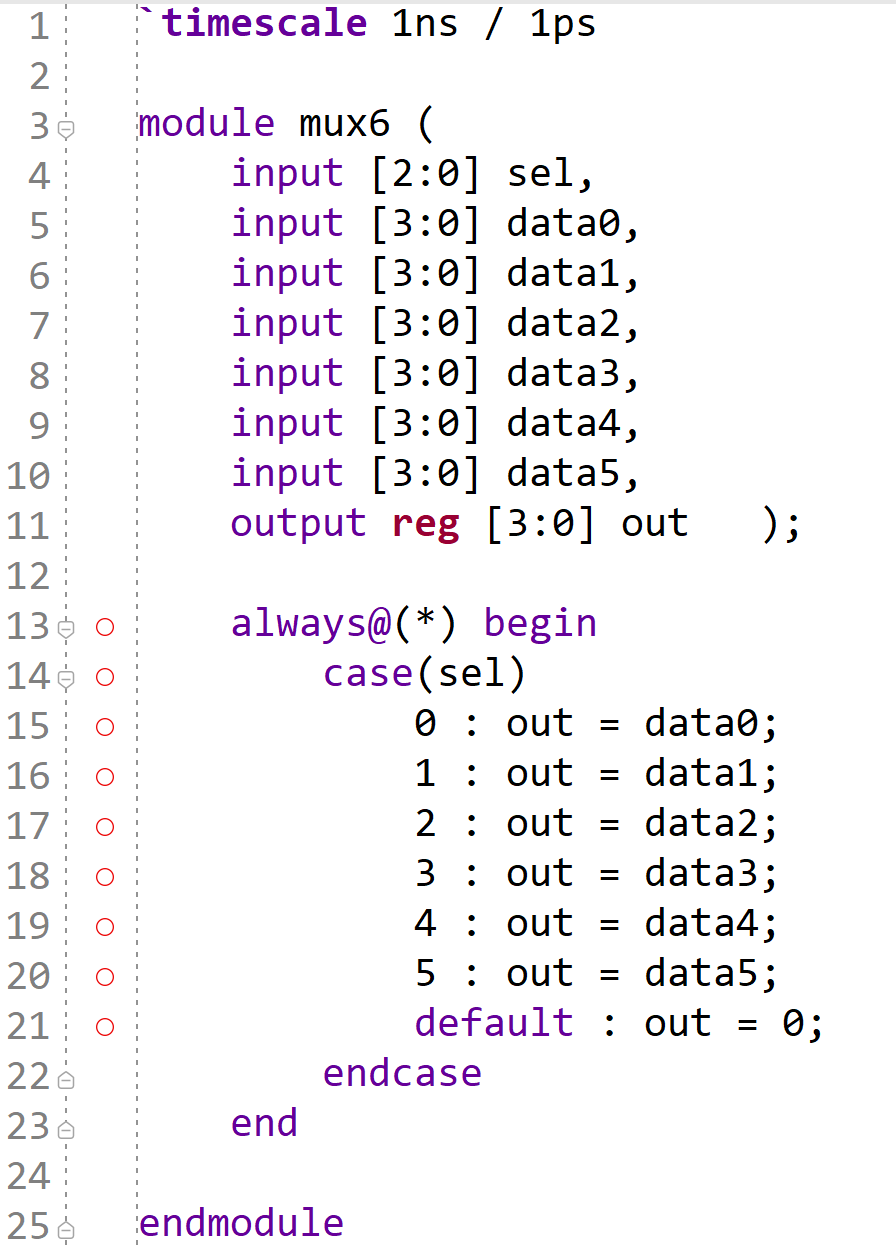 1 `timescale 1ns / 1ps
2
3 module mux6 (
4 input [2:0] sel,
5 input [3:0] data0,
6 input [3:0] data1,
7 input [3:0] data2,
8 input [3:0] data3,
9 input [3:0] data4,
10 input [3:0] data5,
11 output reg [3:0] out );
12
13 always@(*) begin
14 case(sel)
15 0 : out = data0;
16 1 : out = data1;
17 2 : out = data2;
18 3 : out = data3;
19 4 : out = data4;
20 5 : out = data5;
21 default : out = 0;
22 endcase
23 end
24
25 endmodule